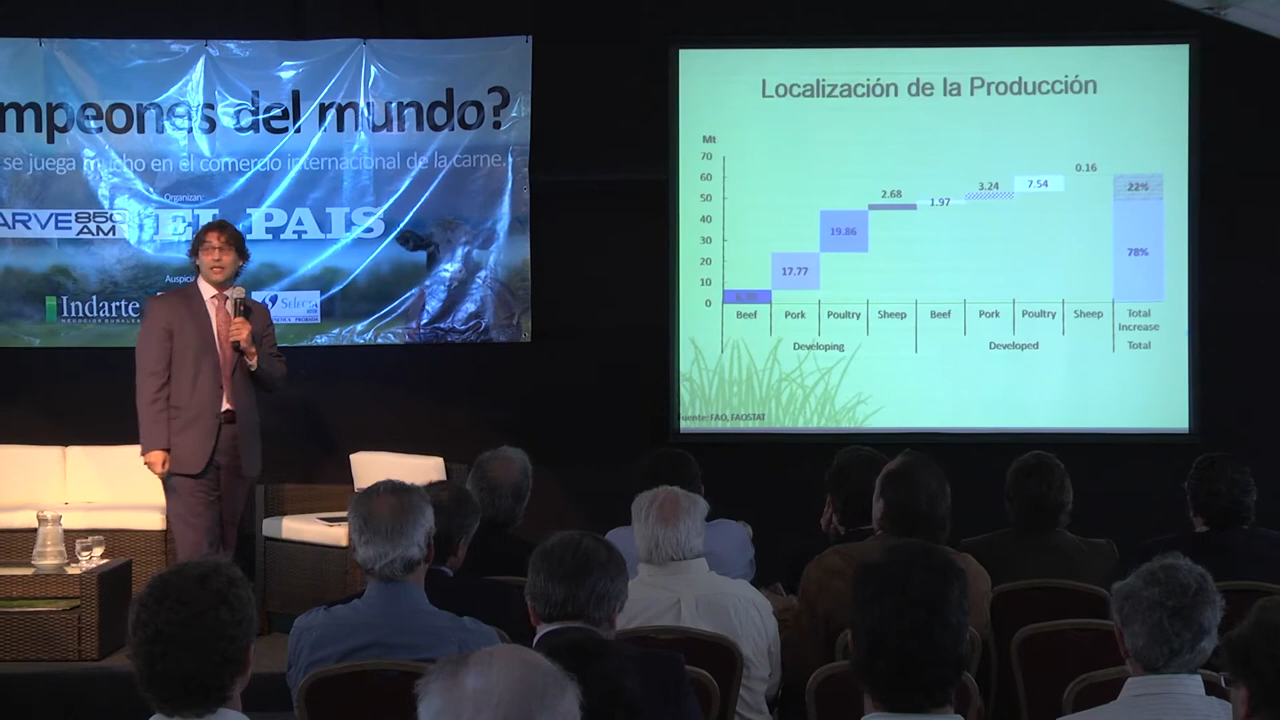 mpeones del mundo?
se juega mucho en el comercio internacional de la carne.
Organizan:
ARVE 850 AM
EL PAIS
Indarte
NEGOCIOS RURALES
Selecta
Localización de la Producción
Mt
70
60
50
40
30
20
10
0
17.77
19.86
2.68
1.97
3.24
7.54
0.16
22%
78%
Beef Pork Poultry Sheep Beef Pork Poultry Sheep Total Increase
Developing Developed Total
Fuente: FAO, FAOSTAT